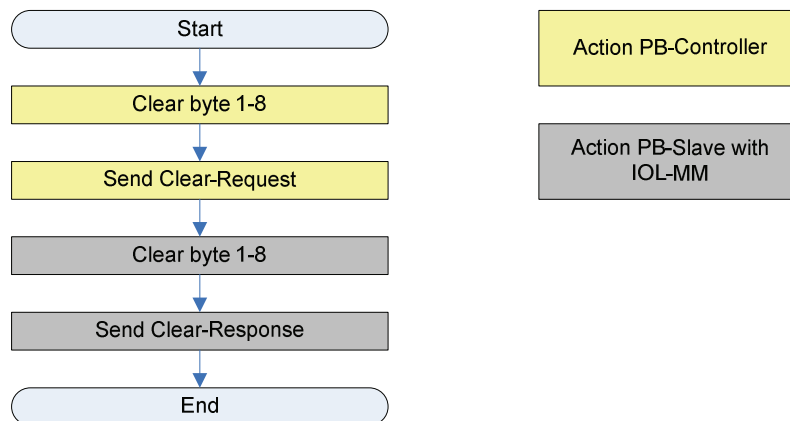 Start
Clear byte 1-8
Send Clear-Request
Clear byte 1-8
Send Clear-Response
End
Action PB-Controller
Action PB-Slave with
IOL-MM